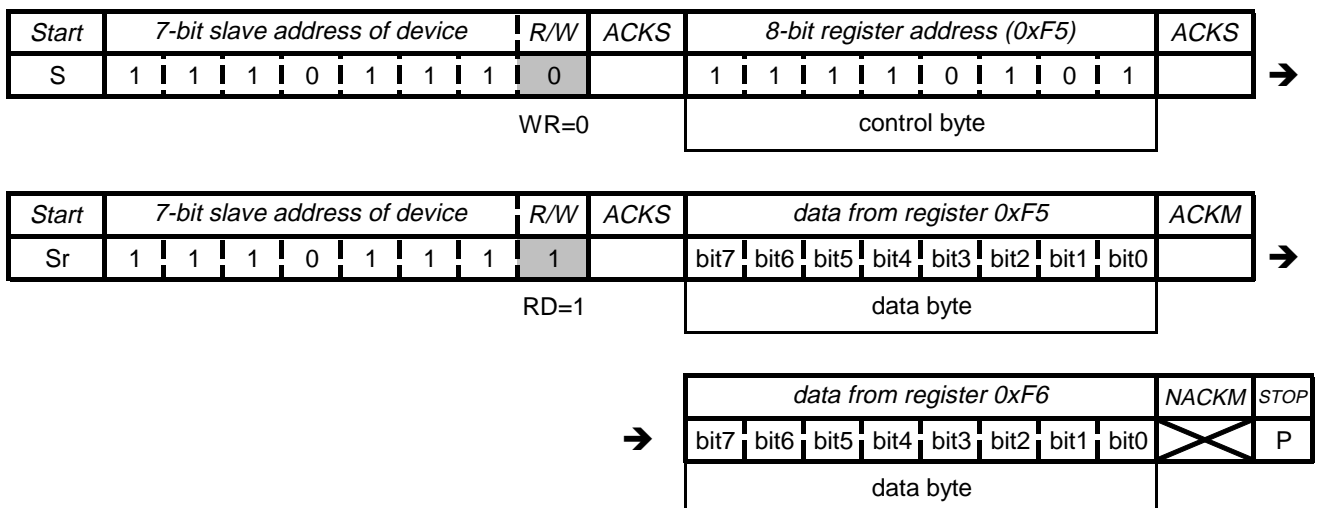 Start 7-bit slave address of device R/W ACKS 8-bit register address (0xF5) ACKS
S 1 1 1 0 1 1 1 0 1 1 1 1 0 1 0 1
WR=0 control byte
Start 7-bit slave address of device R/W ACKS data from register 0xF5 ACKM
Sr 1 1 1 0 1 1 1 1 bit7 bit6 bit5 bit4 bit3 bit2 bit1 bit0
RD=1 data byte
data from register 0xF6 NACKM STOP
bit7 bit6 bit5 bit4 bit3 bit2 bit1 bit0 P
data byte